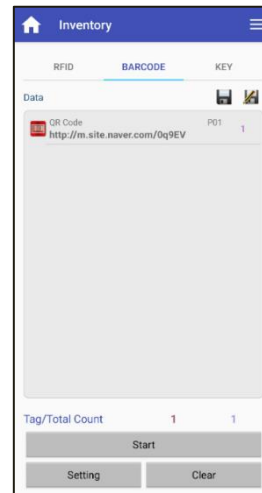 Inventory
RFID BARCODE KEY
Data
QR Code P01
http://m.site.naver.com/0q9EV 1
Tag/Total Count 1 1
Start
Setting Clear